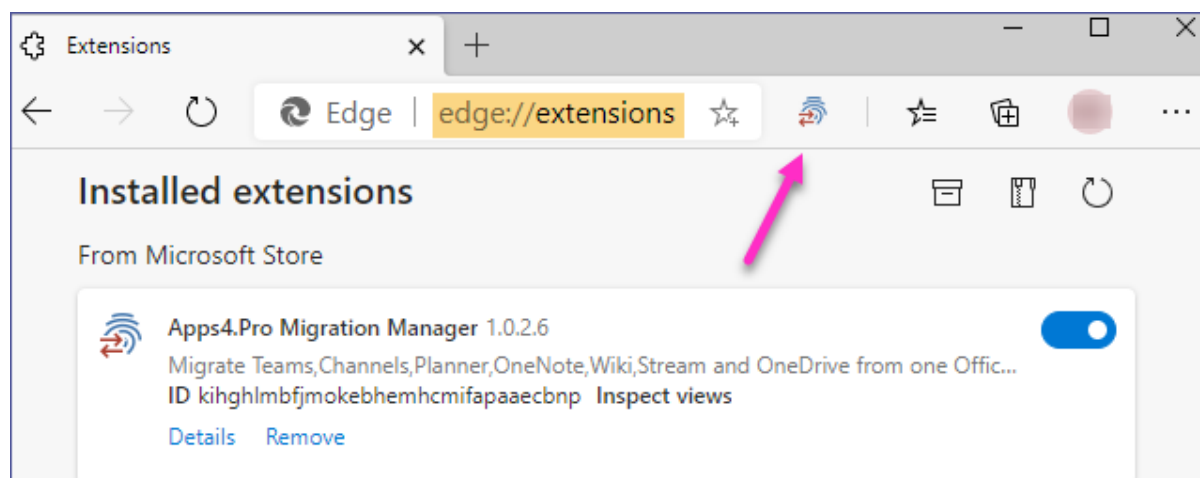 Extensions
Edge | edge://extensions
Installed extensions
From Microsoft Store
Apps4.Pro Migration Manager 1.0.2.6
Migrate Teams,Channels,Planner,OneNote,Wiki,Stream and OneDrive from one Offic...
ID kihghlmbfjmokebhemhcmifapaaecbnp Inspect views
Details Remove